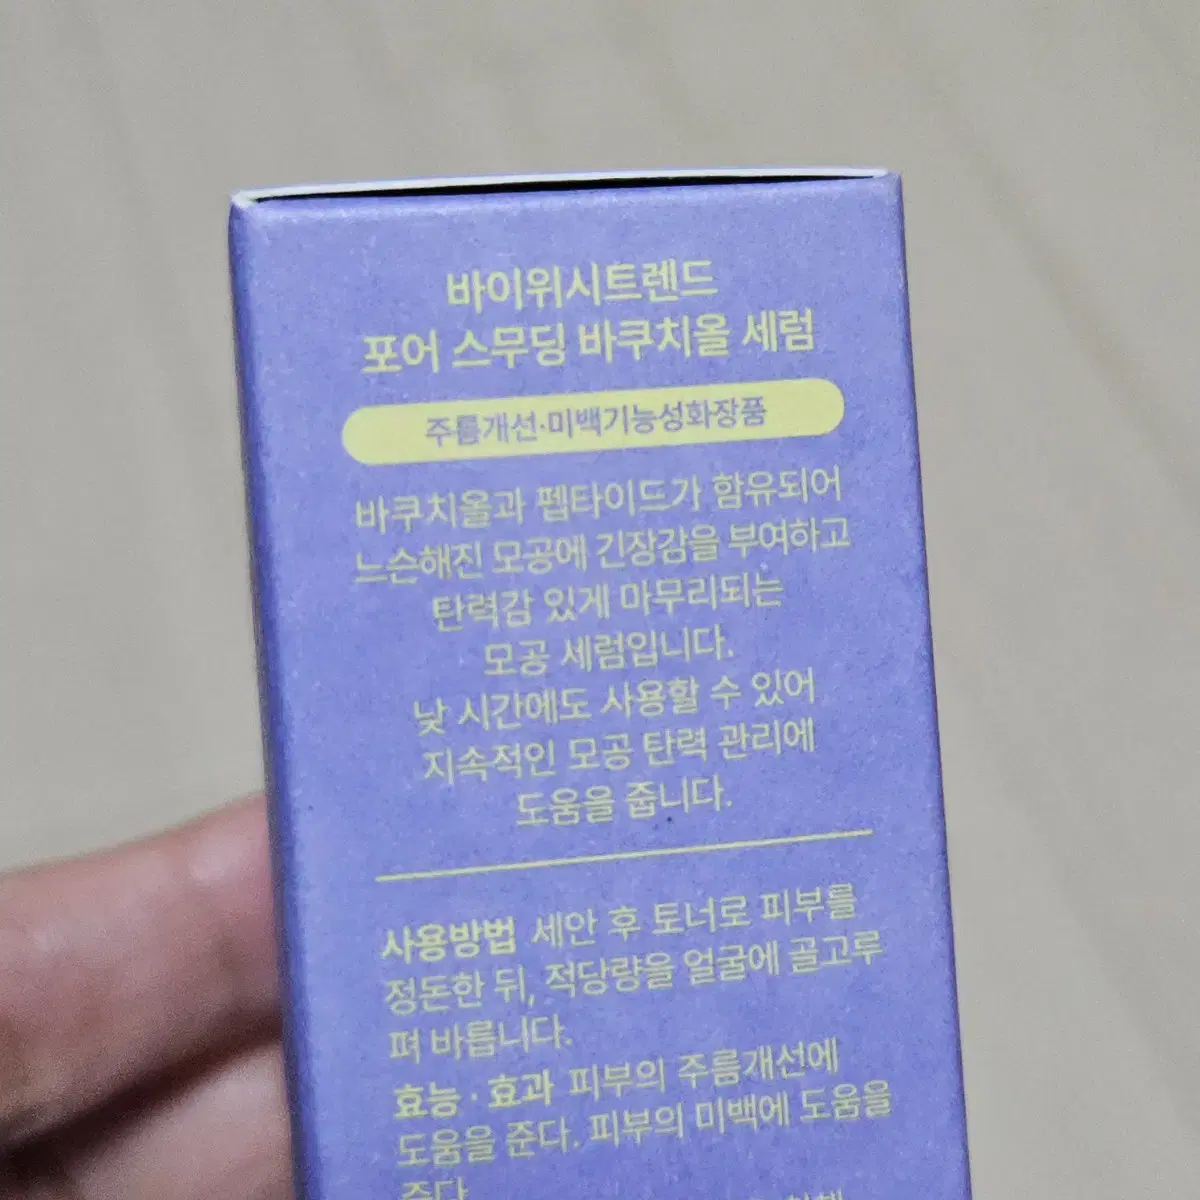 바이위시트렌드
포어 스무딩 바쿠치올 세럼
주름개선·미백기능성화장품
바쿠치올과 펩타이드가 함유되어
느슨해진 모공에 긴장감을 부여하고
탄력감 있게 마무리되는
모공 세럼입니다.
낮 시간에도 사용할 수 있어
지속적인 모공 탄력 관리에
도움을 줍니다.
사용방법 세안 후 토너로 피부를
정돈한 뒤, 적당량을 얼굴에 골고루
펴 바릅니다.
효능·효과 피부의 주름개선에
도움을 준다. 피부의 미백에 도움을
준다.